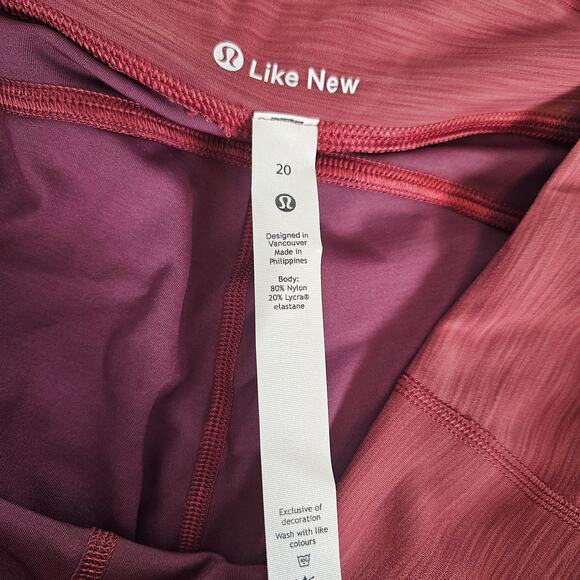 Like New
20
Designed in
Vancouver
Made in
Philippines
Body:
80% Nylon
20% Lycra®
elastane
Exclusive of
decoration
Wash with like
colours